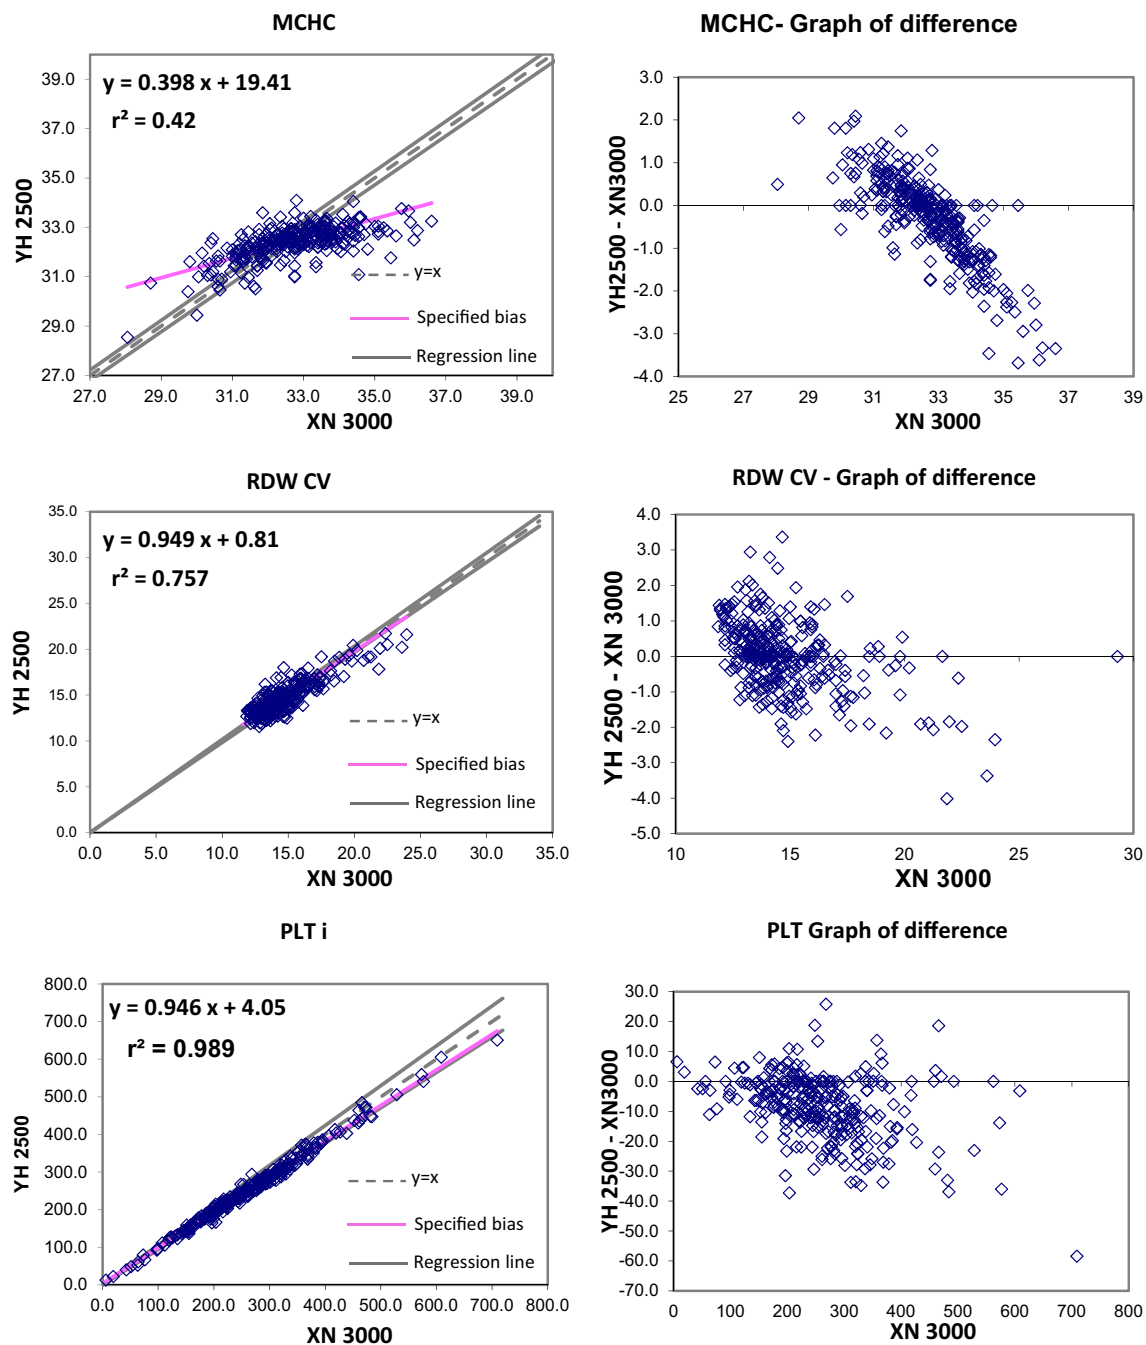 MCHC
y = 0.398 x + 19.41
r² = 0.42
YH 2500
39.0
37.0
35.0
33.0
31.0
29.0
27.0
y=x
Specified bias
Regression line
27.0 29.0 31.0 33.0 35.0 37.0 39.0
XN 3000
MCHC- Graph of difference
YH2500 - XN3000
3.0
2.0
1.0
0.0
-1.0
-2.0
-3.0
-4.0
25 27 29 31 33 35 37 39
XN 3000
RDW CV
y = 0.949 x + 0.81
r² = 0.757
YH 2500
35.0
30.0
25.0
20.0
15.0
10.0
5.0
0.0
y=x
Specified bias
Regression line
0.0 5.0 10.0 15.0 20.0 25.0 30.0 35.0
XN 3000
RDW CV - Graph of difference
YH 2500 - XN 3000
4.0
3.0
2.0
1.0
0.0
-1.0
-2.0
-3.0
-4.0
-5.0
10 15 20 25 30
XN 3000
PLT i
y = 0.946 x + 4.05
r² = 0.989
YH 2500
800.0
700.0
600.0
500.0
400.0
300.0
200.0
100.0
0.0
y=x
Specified bias
Regression line
0.0 100.0 200.0 300.0 400.0 500.0 600.0 700.0 800.0
XN 3000
PLT Graph of difference
YH 2500 - XN3000
30.0
20.0
10.0
0.0
-10.0
-20.0
-30.0
-40.0
-50.0
-60.0
-70.0
0 100 200 300 400 500 600 700 800
XN 3000